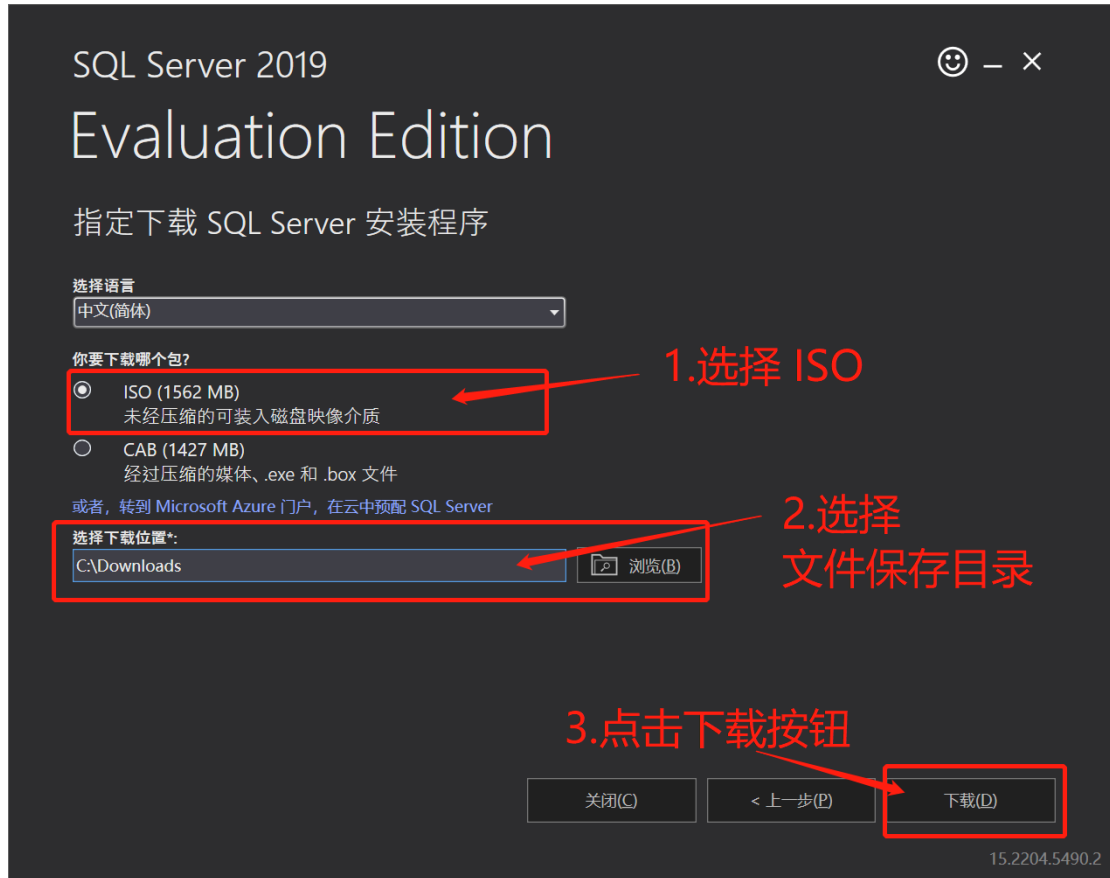 SQL Server 2019
Evaluation Edition
指定下载 SQL Server 安装程序
选择语言
中文(简体)
你要下载哪个包?
1.选择 ISO
ISO (1562 MB)
未经压缩的可装入磁盘映像介质
CAB (1427 MB)
经过压缩的媒体、.exe 和 .box 文件
或者，转到 Microsoft Azure 门户，在云中预配 SQL Server
2.选择
文件保存目录
选择下载位置*:
C:\Downloads
浏览(B)
3.点击下载按钮
关闭(C)
< 上一步(P)
下载(D)
15.2204.5490.2